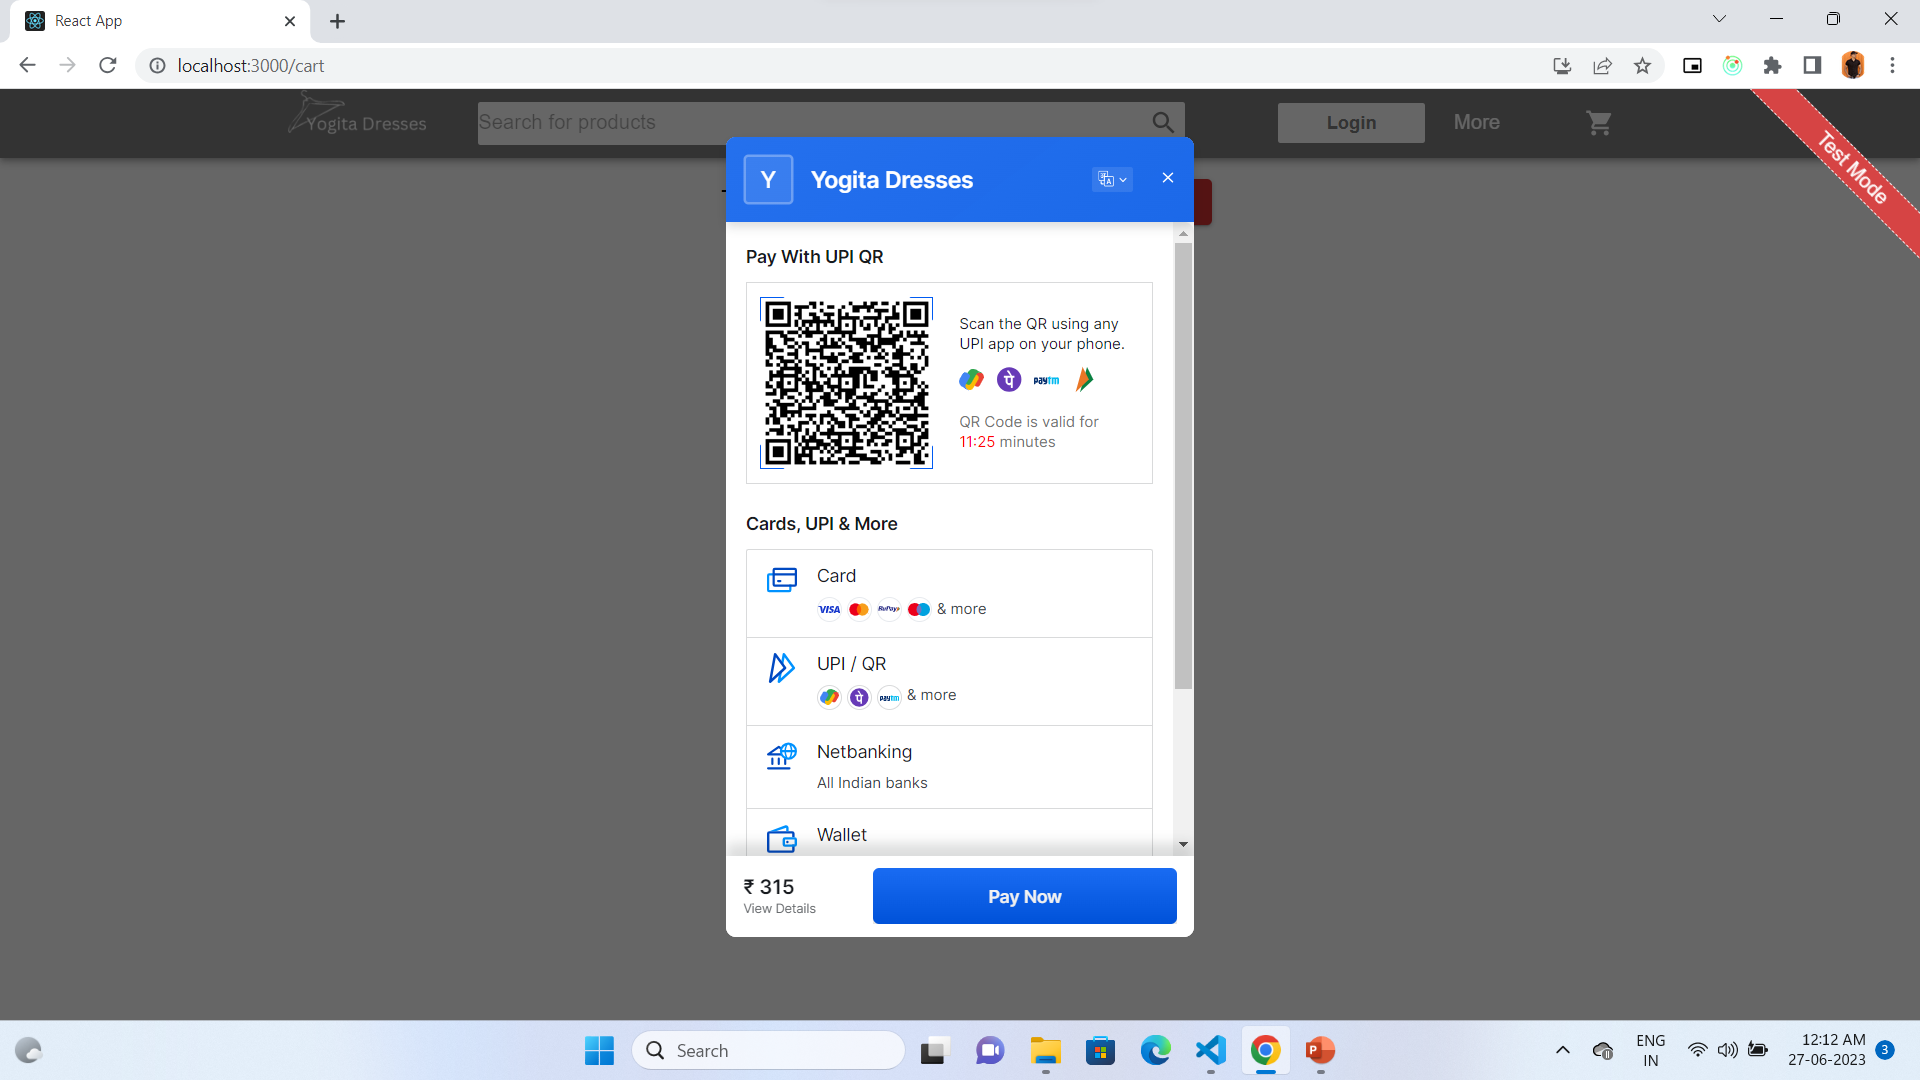 React App
localhost:3000/cart
Yogita Dresses
Search for products
Login
More
Test Mode
Y
Yogita Dresses
Pay With UPI QR
Scan the QR using any
UPI app on your phone.
paytm
QR Code is valid for
11:25 minutes
Cards, UPI & More
Card
VISA
RuPay
& more
UPI / QR
paytm
& more
Netbanking
All Indian banks
Wallet
₹ 315
View Details
Pay Now
Search
ENG
IN
12:12 AM
27-06-2023
3